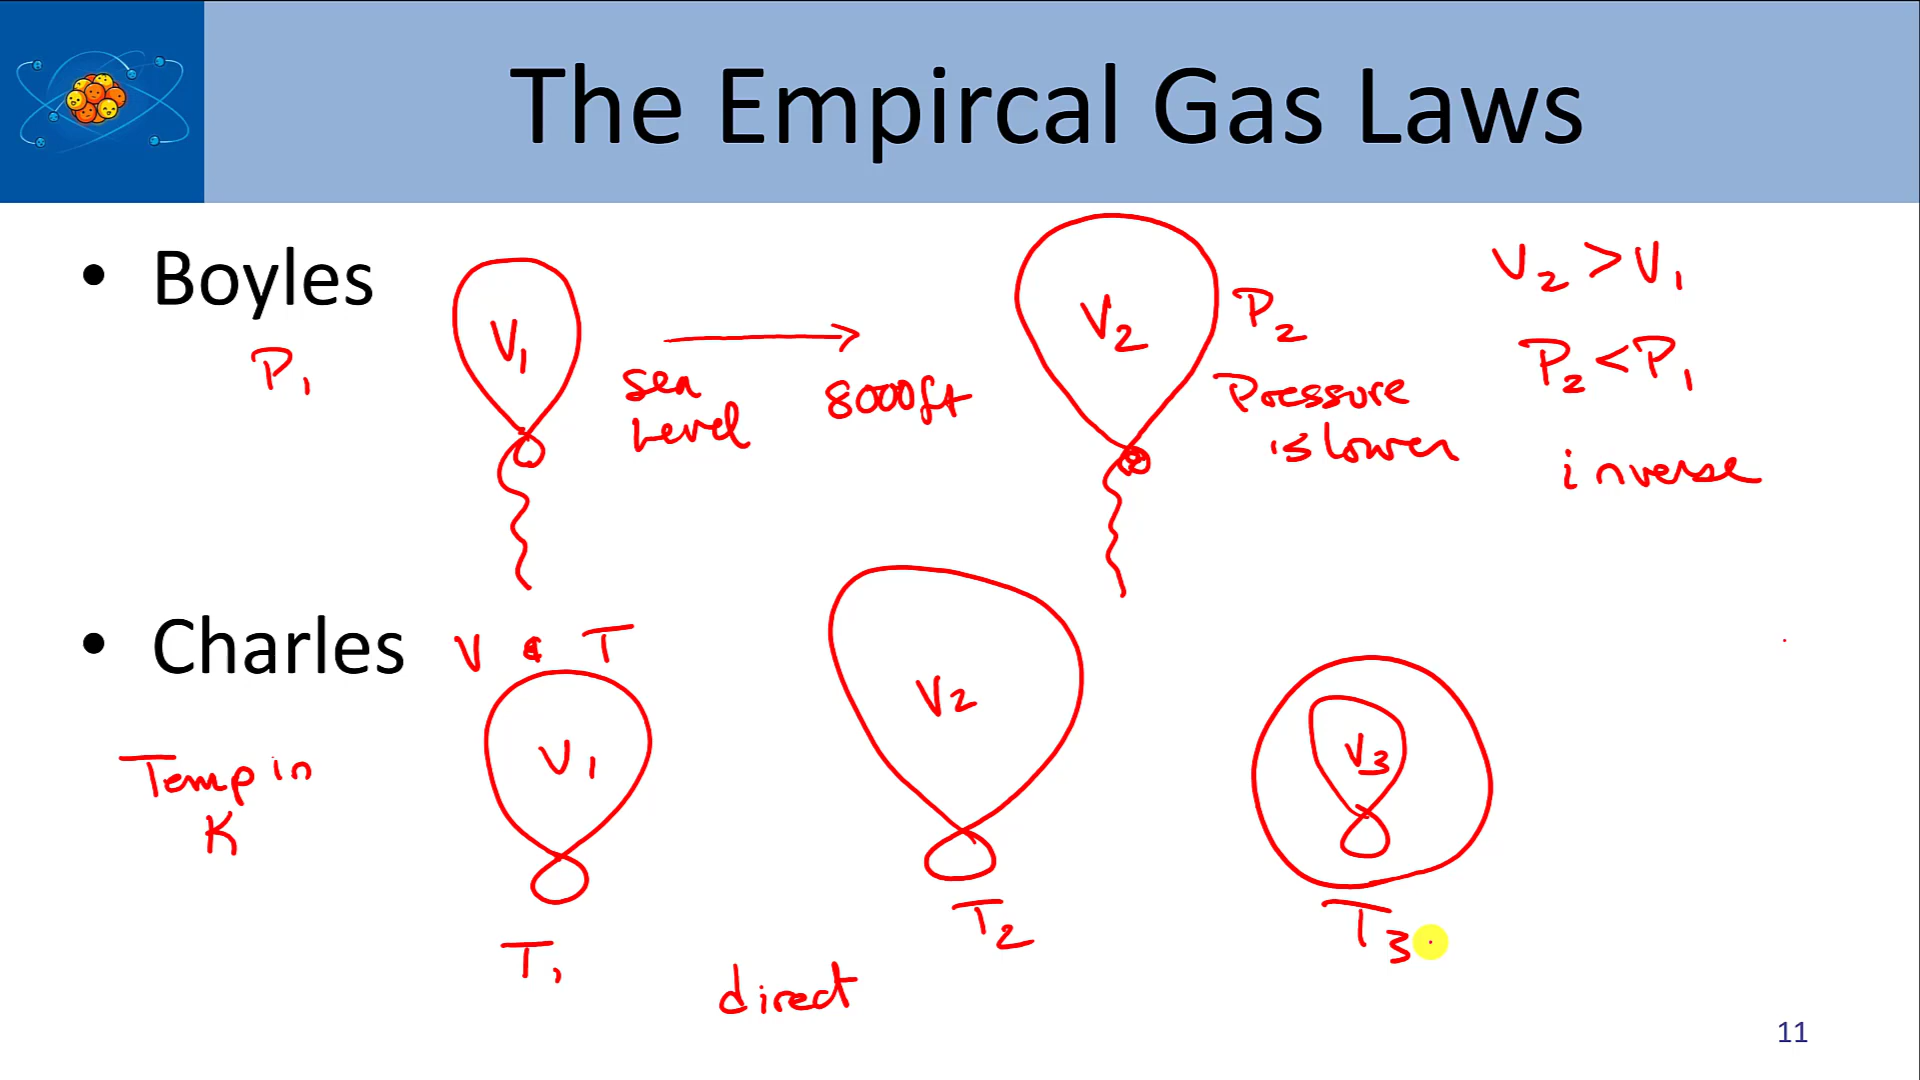 The Empircal Gas Laws
• Boyles
P1
V1
sea
level
8000ft
V2
P2
Pressure
is lower
V2 > V1
P2 < P1
inverse
• Charles
V & T
Temp in
K
V1
T1
V2
T2
V3
T3
direct
11